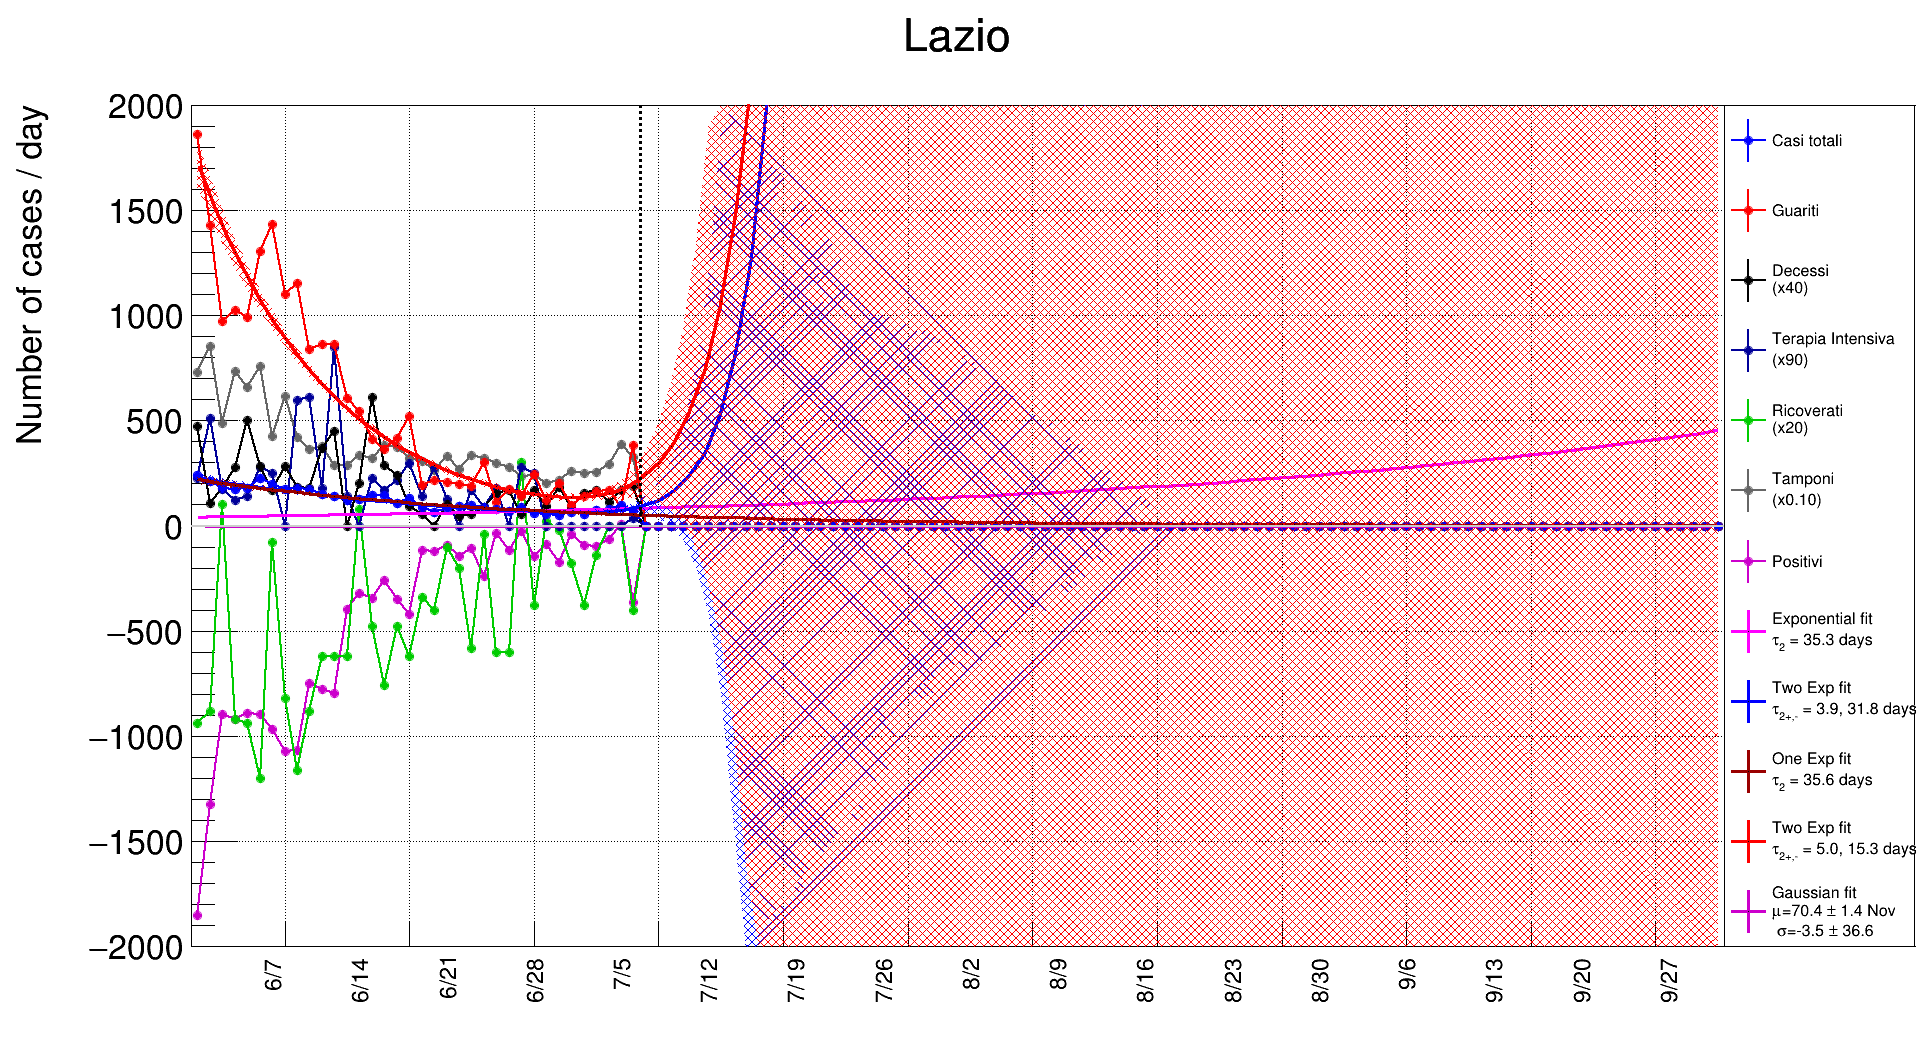 Lazio
Number of cases / day
2000
1500
1000
500
0
−500
−1000
−1500
−2000
6/7
6/14
6/21
6/28
7/5
7/12
7/19
7/26
8/2
8/9
8/16
8/23
8/30
9/6
9/13
9/20
9/27
Casi totali
Guariti
Decessi
(x40)
Terapia Intensiva
(x90)
Ricoverati
(x20)
Tamponi
(x0.10)
Positivi
Exponential fit
τ2 = 35.3 days
Two Exp fit
τ2+,- = 3.9, 31.8 days
One Exp fit
τ2 = 35.6 days
Two Exp fit
τ2+,- = 5.0, 15.3 days
Gaussian fit
μ=70.4 ± 1.4 Nov
σ=-3.5 ± 36.6